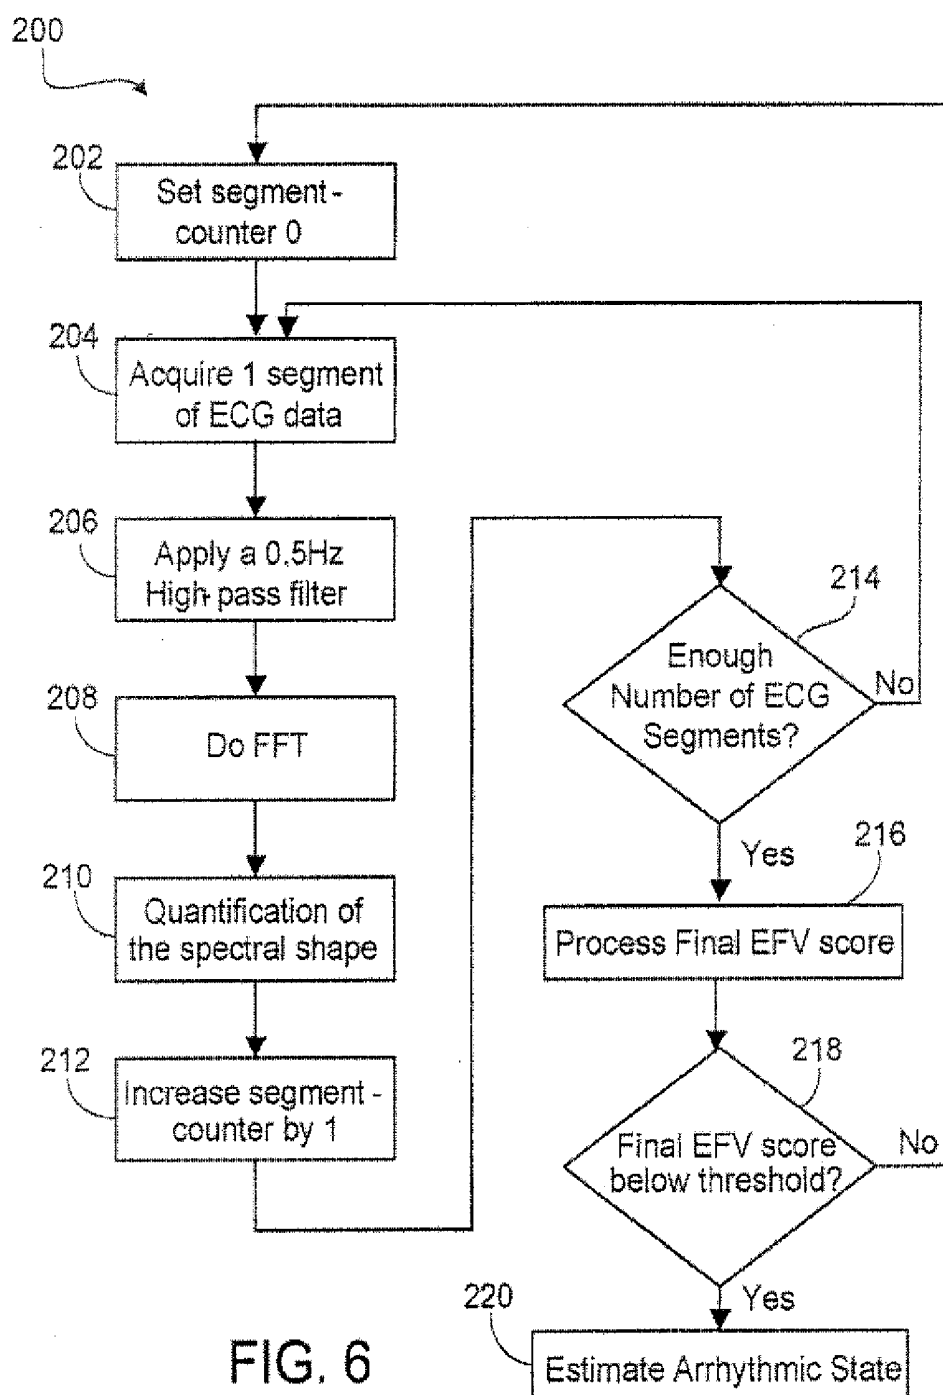 200
202
Set segment-
counter 0
204
Acquire 1 segment
of ECG data
206
Apply a 0.5Hz
High-pass filter
208
Do FFT
210
Quantification of
the spectral shape
212
Increase segment-
counter by 1
214
Enough
Number of ECG
Segments?
No
Yes
216
Process Final EFV score
218
Final EFV score
below threshold?
No
Yes
220
Estimate Arrhythmic State
FIG. 6